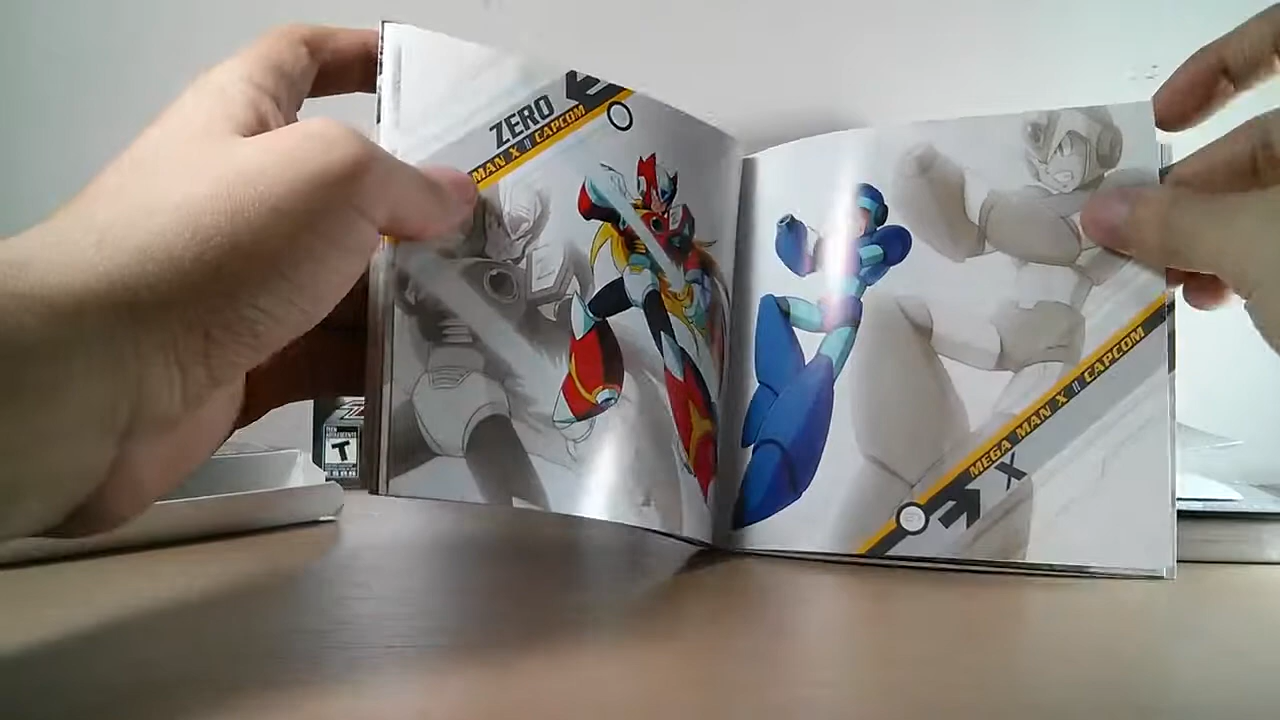 ZERO
MAN X || CAPCOM
MEGA MAN X || CAPCOM
X
T